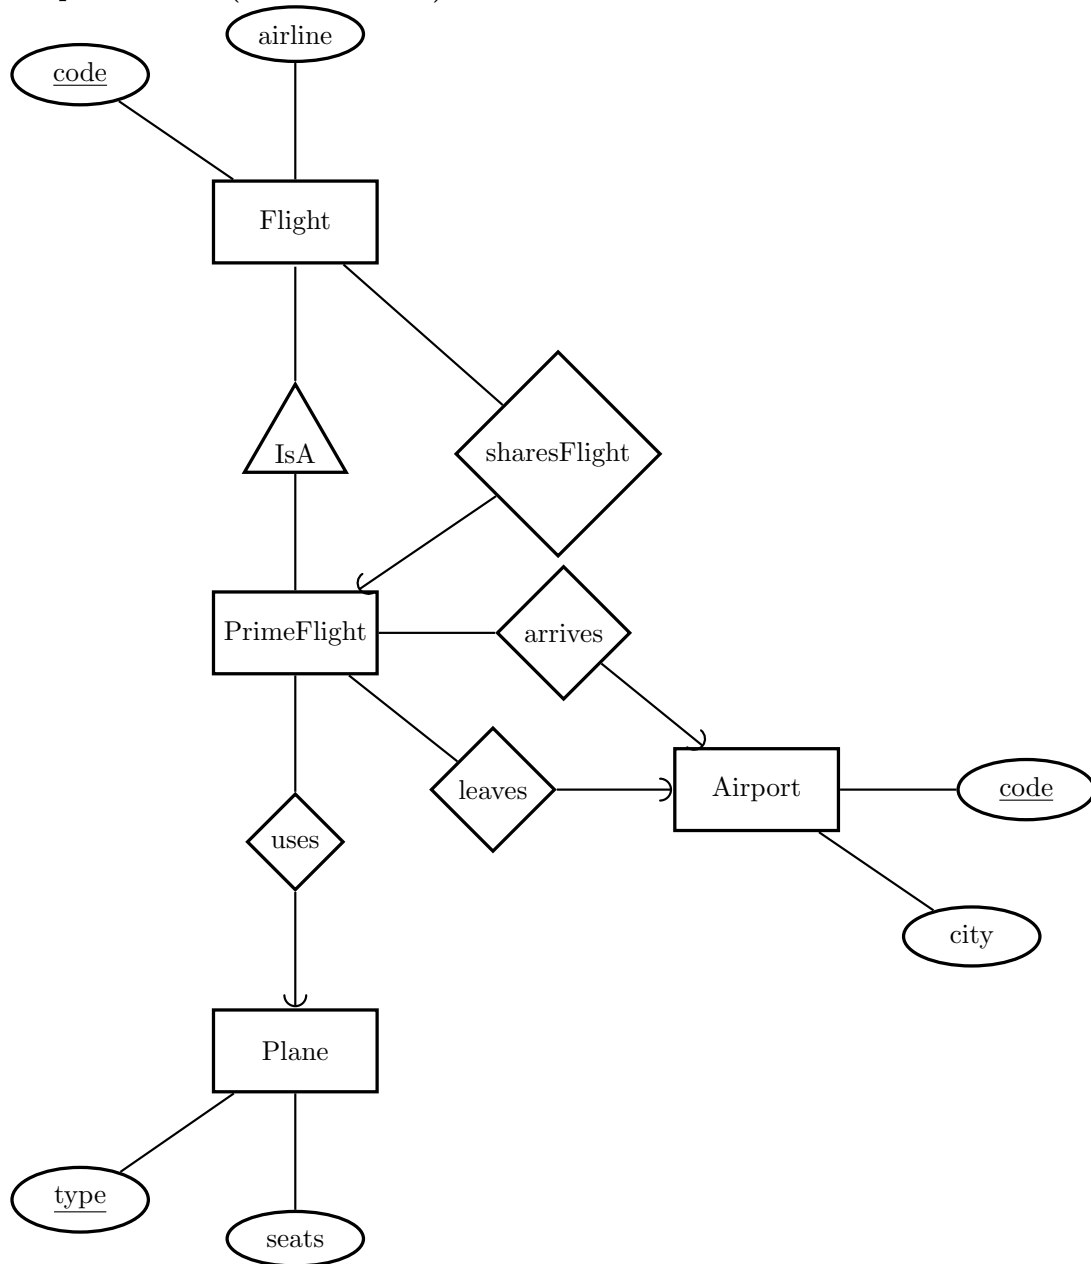 airline
code
Flight
sharesFlight
IsA
PrimeFlight
arrives
Airport
code
leaves
uses
city
Plane
type
seats